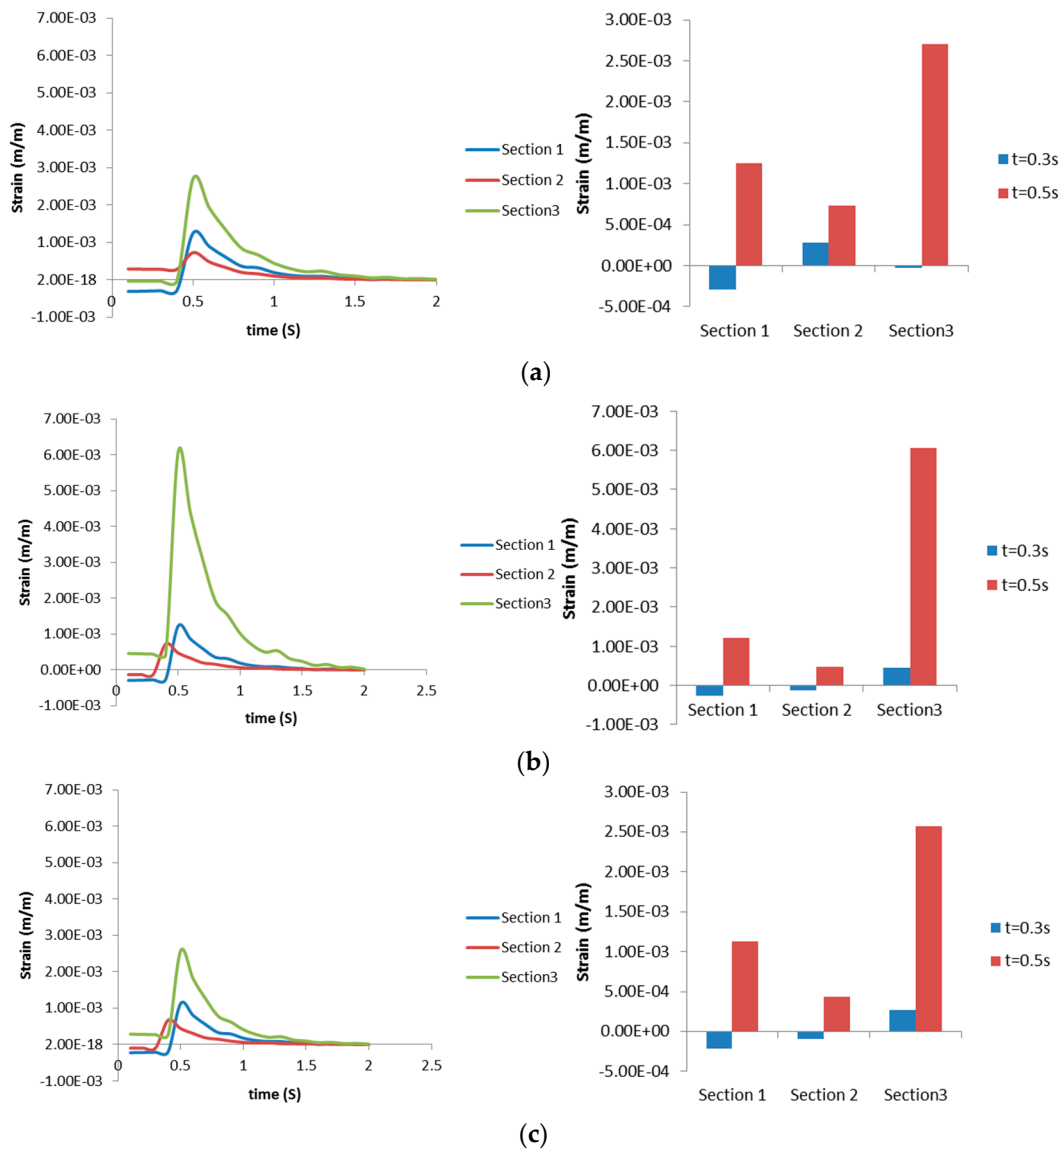 7.00E-03
6.00E-03
5.00E-03
4.00E-03
3.00E-03
2.00E-03
1.00E-03
2.00E-18
-1.00E-03
Strain (m/m)
0
0.5
1
1.5
2
time (S)
Section 1
Section 2
Section3
3.00E-03
2.50E-03
2.00E-03
1.50E-03
1.00E-03
5.00E-04
0.00E+00
-5.00E-04
Strain (m/m)
Section 1
Section 2
Section3
t=0.3s
t=0.5s
(a)
7.00E-03
6.00E-03
5.00E-03
4.00E-03
3.00E-03
2.00E-03
1.00E-03
0.00E+00
-1.00E-03
Strain (m/m)
0
0.5
1
1.5
2
2.5
time (S)
Section 1
Section 2
Section3
7.00E-03
6.00E-03
5.00E-03
4.00E-03
3.00E-03
2.00E-03
1.00E-03
0.00E+00
-1.00E-03
Strain (m/m)
Section 1
Section 2
Section3
t=0.3s
t=0.5s
(b)
7.00E-03
6.00E-03
5.00E-03
4.00E-03
3.00E-03
2.00E-03
1.00E-03
2.00E-18
-1.00E-03
Strain (m/m)
0
0.5
1
1.5
2
2.5
time (S)
Section 1
Section 2
Section3
3.00E-03
2.50E-03
2.00E-03
1.50E-03
1.00E-03
5.00E-04
0.00E+00
-5.00E-04
Strain (m/m)
Section 1
Section 2
Section3
t=0.3s
t=0.5s
(c)